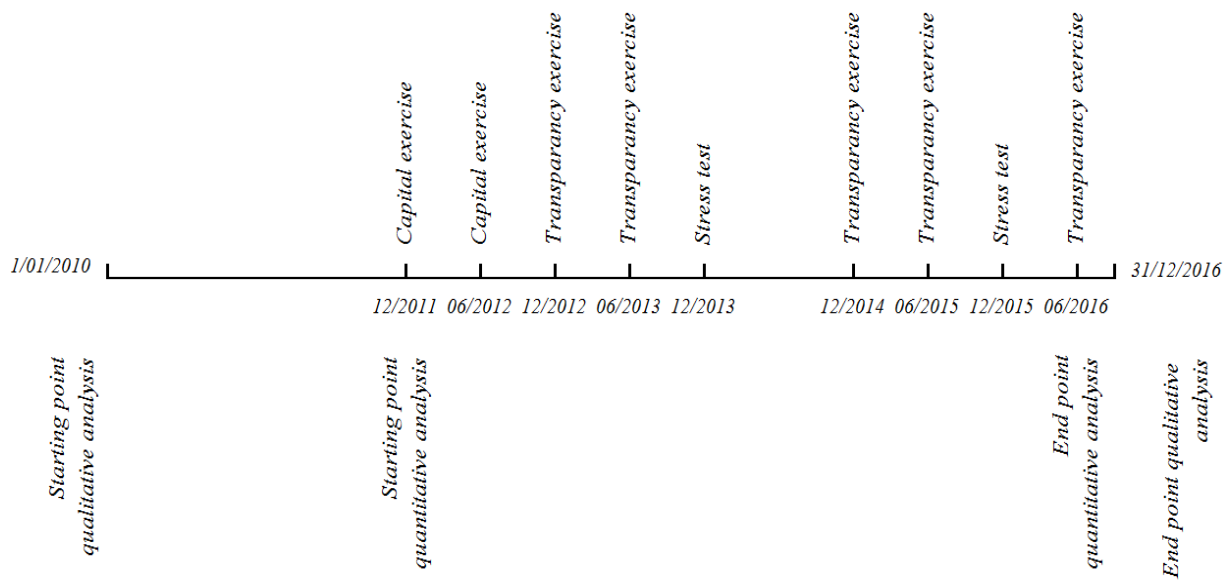 Capital exercise
Capital exercise
Transparancy exercise
Transparancy exercise
Stress test
Transparancy exercise
Transparancy exercise
Stress test
Transparancy exercise
1/01/2010
31/12/2016
12/2011
06/2012
12/2012
06/2013
12/2013
12/2014
06/2015
12/2015
06/2016
Starting point
qualitative analysis
Starting point
quantitative analysis
End point
quantitative analysis
End point qualitative
analysis